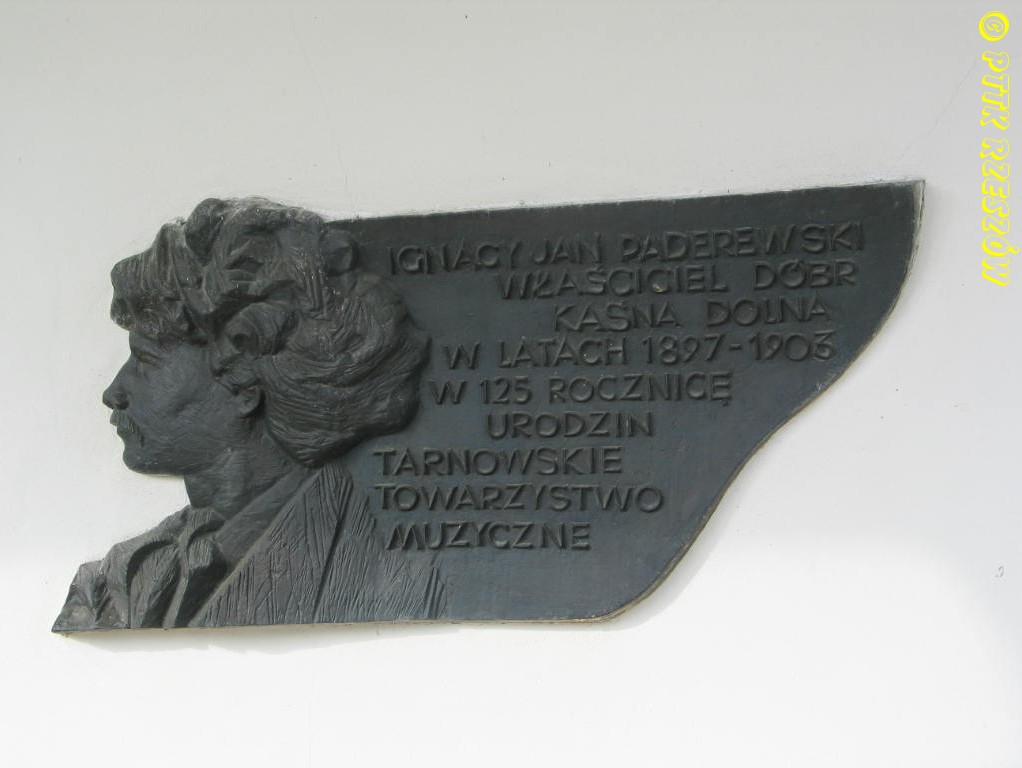 IGNACY JAN PADEREWSKI
WŁAŚCICIEL DÓBR
KAŚNA DOLNA
W LATACH 1897-1903
W 125 ROCZNICĘ
URODZIN
TARNOWSKIE
TOWARZYSTWO
MUZYCZNE
© PTTK RZESZÓW